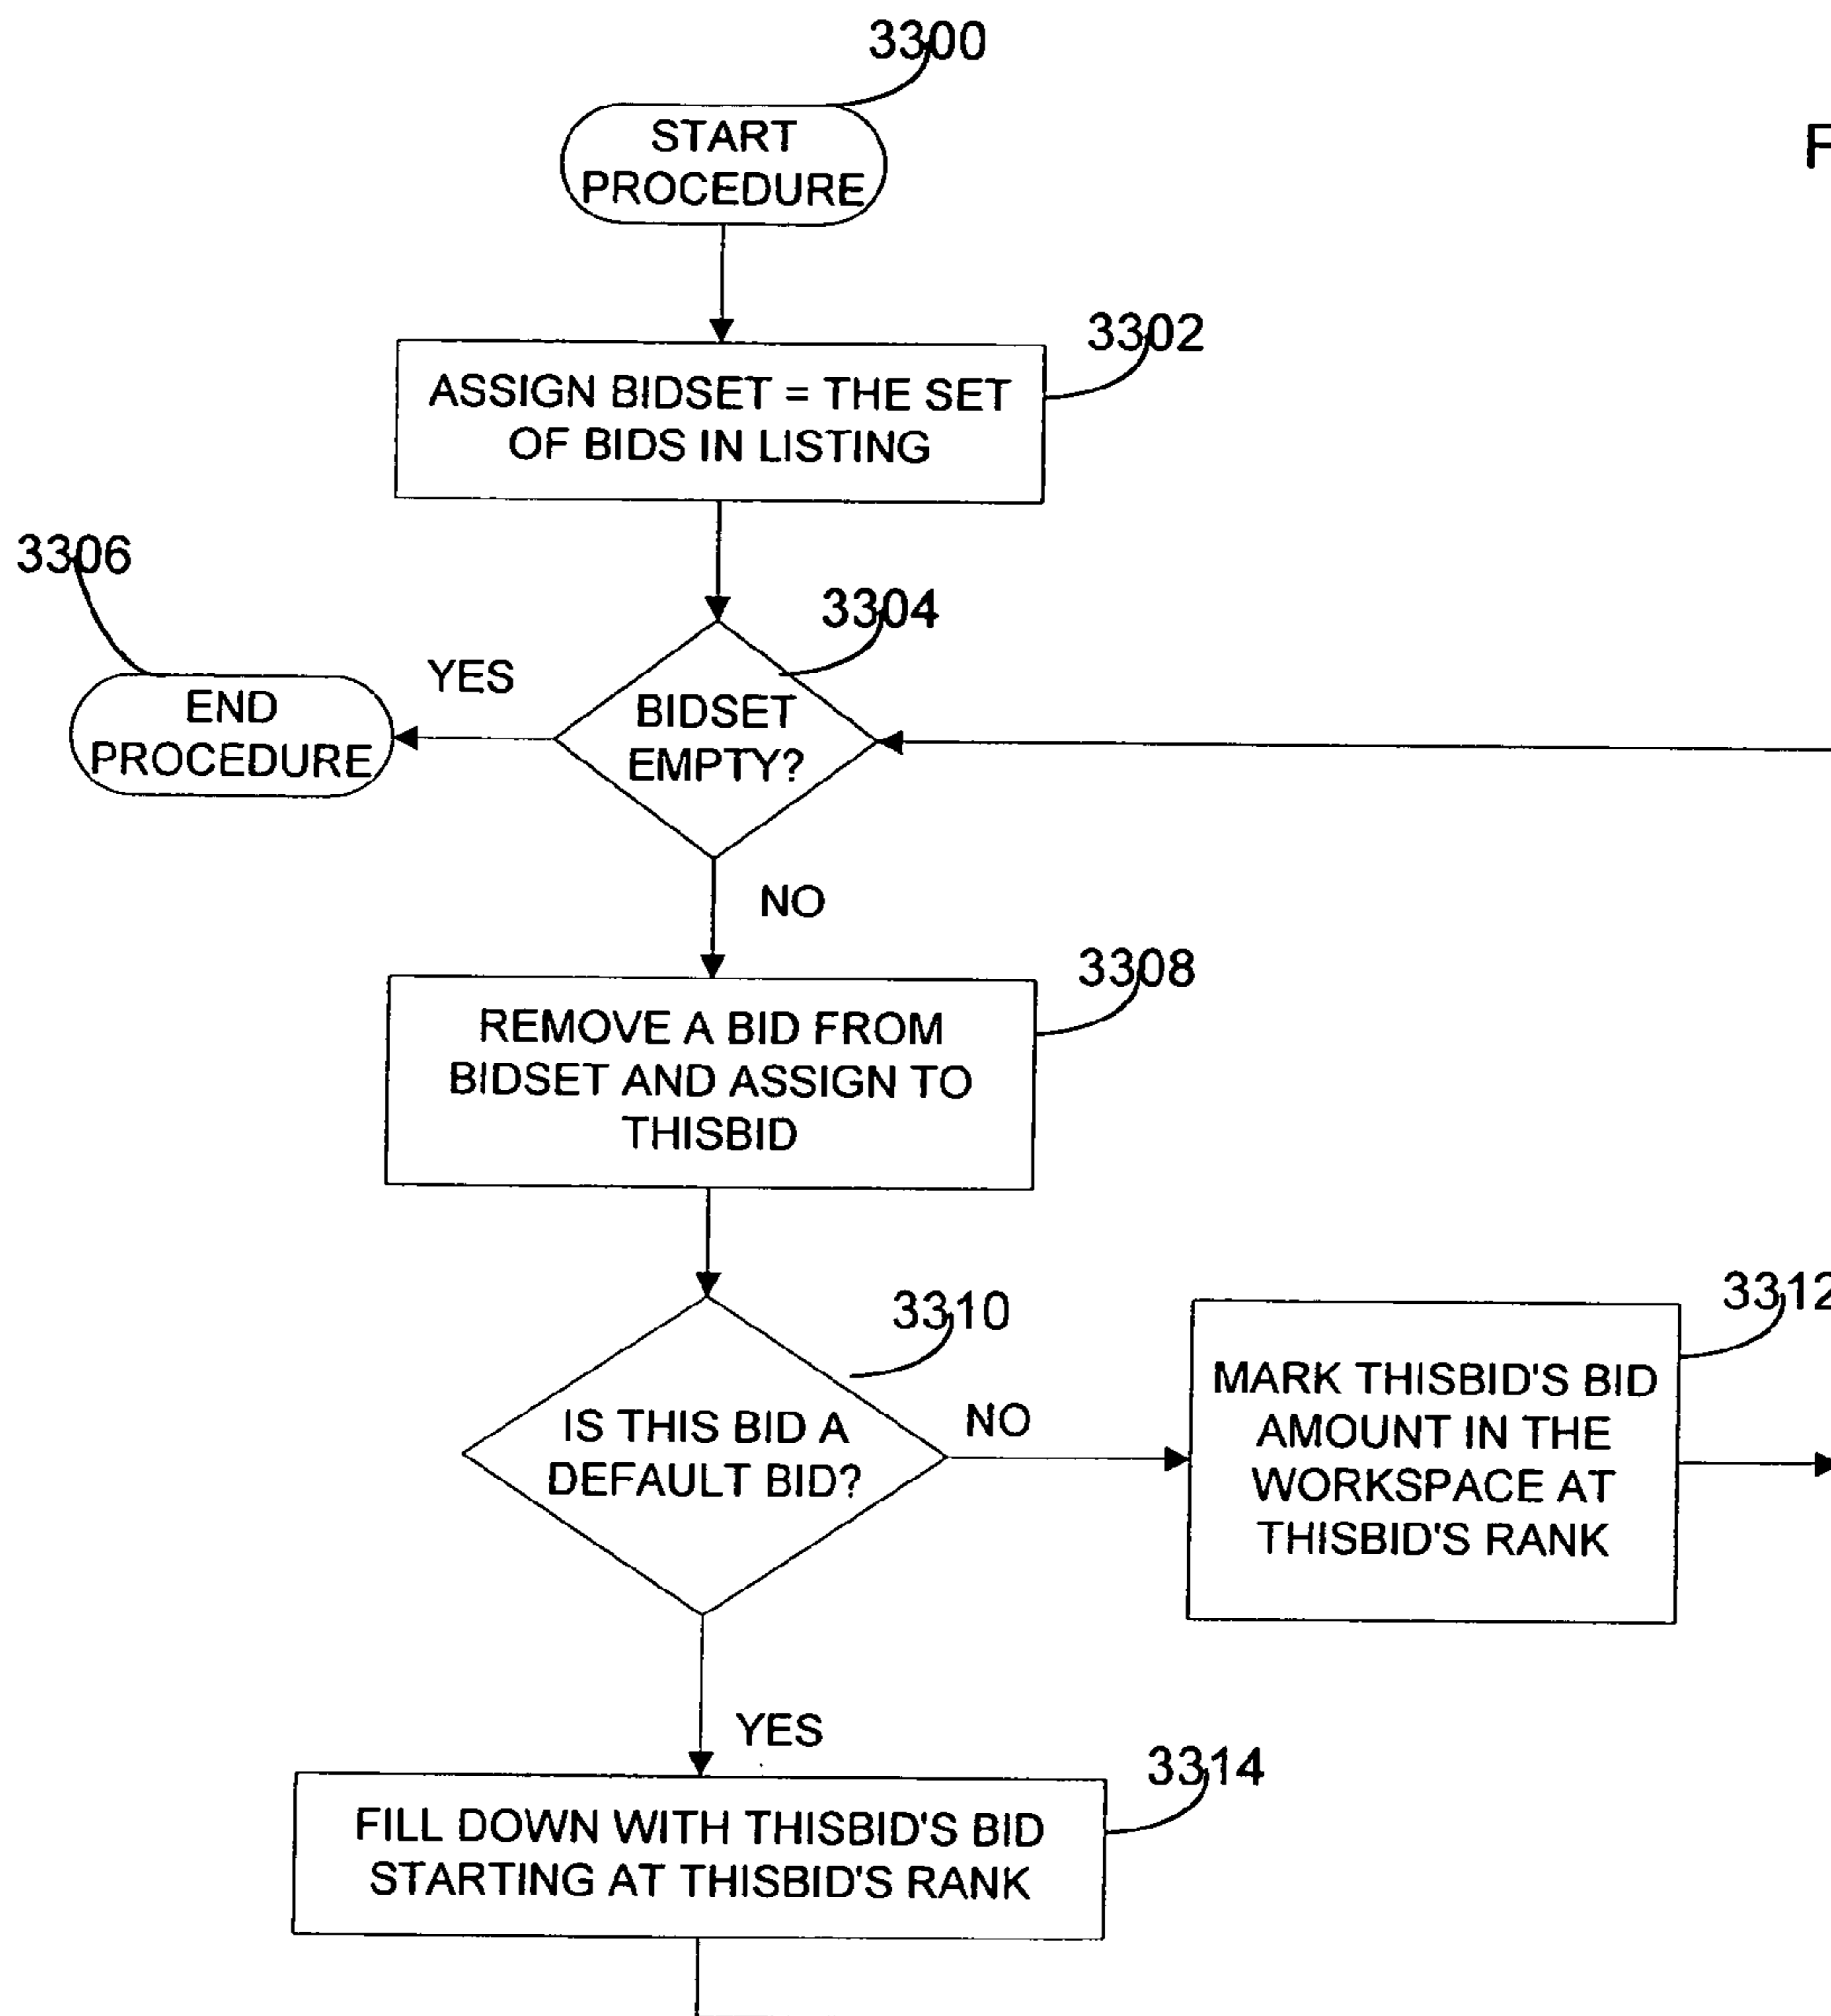 3300
START
PROCEDURE
F
3302
ASSIGN BIDSET = THE SET
OF BIDS IN LISTING
3306
3304
END
PROCEDURE
YES
BIDSET
EMPTY?
NO
3308
REMOVE A BID FROM
BIDSET AND ASSIGN TO
THISBID
3310
3312
IS THIS BID A
DEFAULT BID?
NO
MARK THISBID'S BID
AMOUNT IN THE
WORKSPACE AT
THISBID'S RANK
YES
3314
FILL DOWN WITH THISBID'S BID
STARTING AT THISBID'S RANK